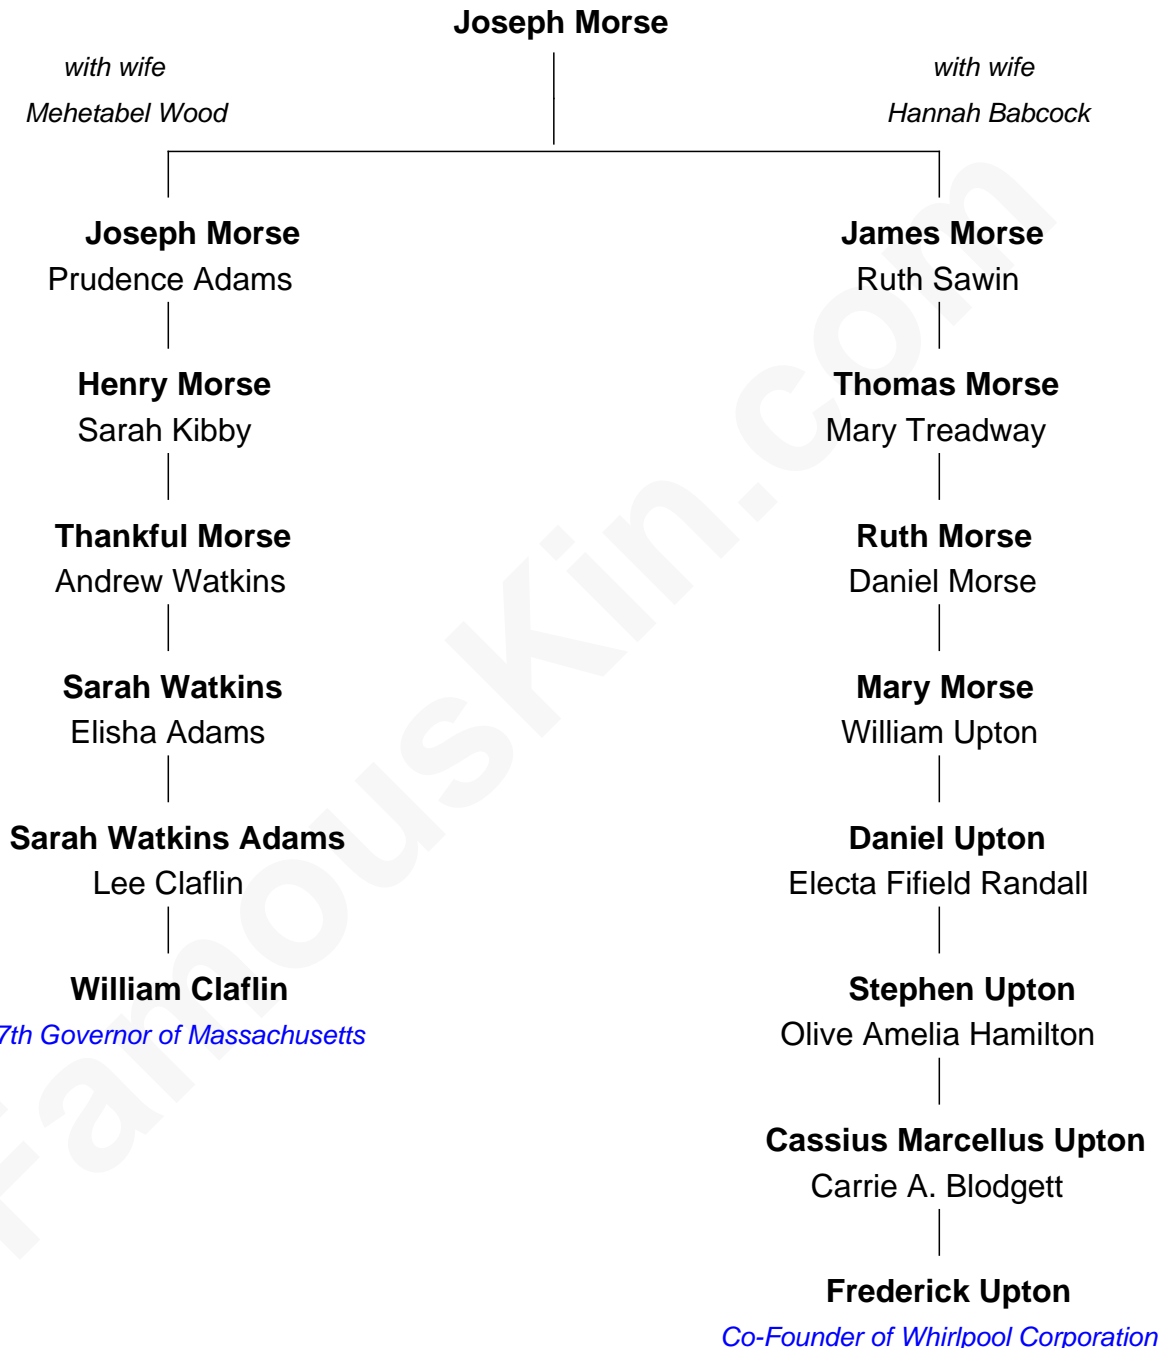 Joseph Morse
with wife
Mehetabel Wood
with wife
Hannah Babcock
Joseph Morse
Prudence Adams
Henry Morse
Sarah Kibby
Thankful Morse
Andrew Watkins
Sarah Watkins
Elisha Adams
Sarah Watkins Adams
Lee Claflin
William Claflin
7th Governor of Massachusetts
James Morse
Ruth Sawin
Thomas Morse
Mary Treadway
Ruth Morse
Daniel Morse
Mary Morse
William Upton
Daniel Upton
Electa Fifield Randall
Stephen Upton
Olive Amelia Hamilton
Cassius Marcellus Upton
Carrie A. Blodgett
Frederick Upton
Co-Founder of Whirlpool Corporation
FamousKin.com